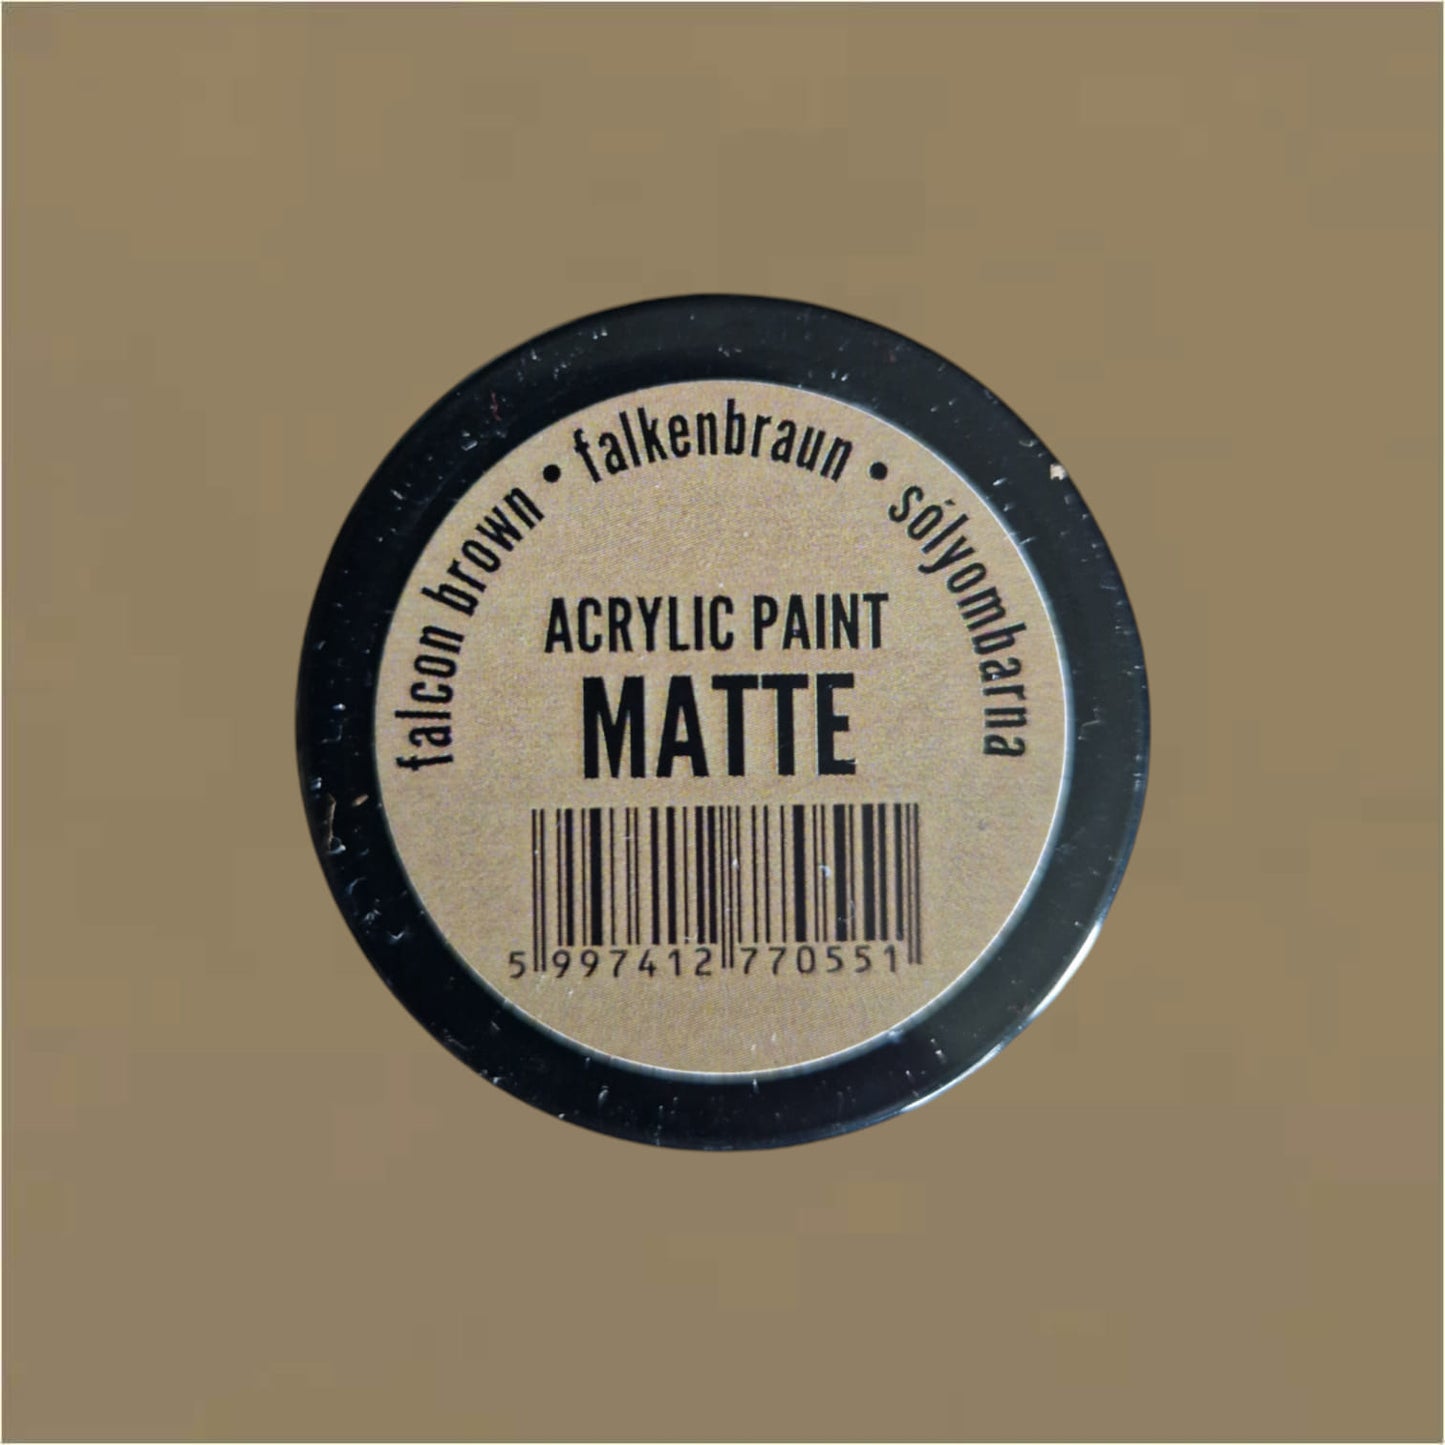 falcon brown • falkenbraun • sólyombarna
ACRYLIC PAINT
MATTE
5 997412 770551